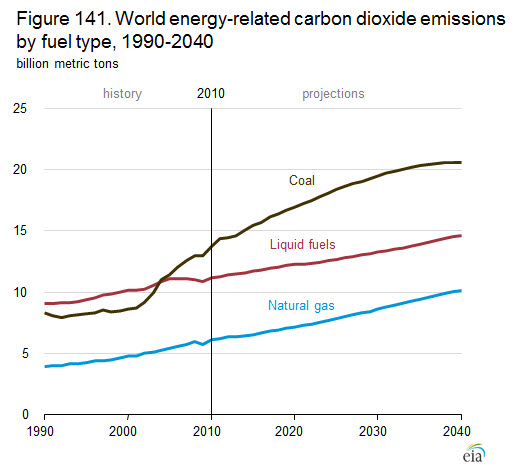 Figure 141. World energy-related carbon dioxide emissions
by fuel type, 1990-2040
billion metric tons
history 2010 projections
25
20
Coal
15
Liquid fuels
10
Natural gas
5
0
1990 2000 2010 2020 2030 2040
eia